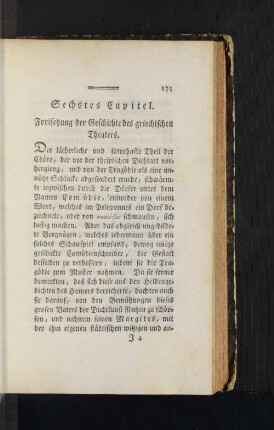 135
Sechstes Capitel.
Fortsetzung der Geschichte des griechischen
Theaters.
Der lächerliche und satyrhafte Theil der
Chöre, der vor der thespischen Dichtart vor-
hergieng, und von der Tragödie als eine un-
nütze Schlacke abgesondert wurde, schwärm-
te inzwischen durch die Dörfer unter dem
Namen Comödie, entweder von einem
Wort, welches im Peloponnes ein Dorf be-
zeichnete, oder von schmausen, sich
lustig machen. Aber das obgleich ungebilde-
te Vergnügen, welches jedermann über ein
solches Schauspiel empfand, bewog einige
geschickte Comödienschreiber, die Gestalt
desselben zu verbessern, indem sie die Tra-
gödie zum Muster nahmen. Da sie ferner
bemerkten, daß sich diese aus den Heldenge-
dichten des Homers bereicherte, dachten auch
sie darauf, von den Bemühungen dieses
großen Vaters der Dichtkunst Nutzen zu schöp-
fen, und nahmen seinen Margites, mit
der ihm eigenen städtischen witzigen und an-
J 4